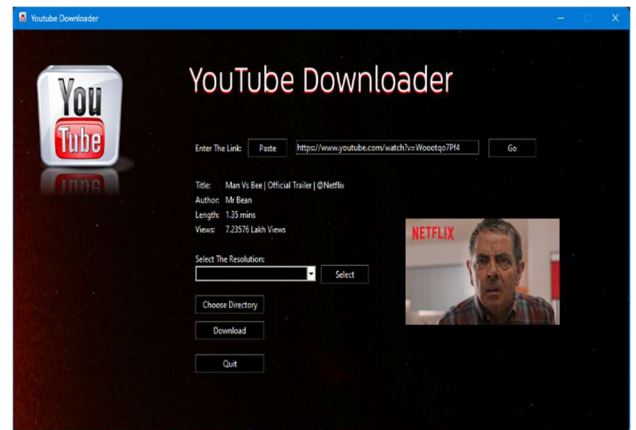 Youtube Downloader
You
Tube
YouTube Downloader
Enter The Link: Paste https://www.youtube.com/watch?v=Woootqo7Pf4 Go
Title: Man Vs Bee | Official Trailer | @Netflix
Author: Mr Bean
Length: 1.35 mins
Views: 7.23576 Lakh Views
NETFLIX
Select The Resolution:
Select
Choose Directory
Download
Quit